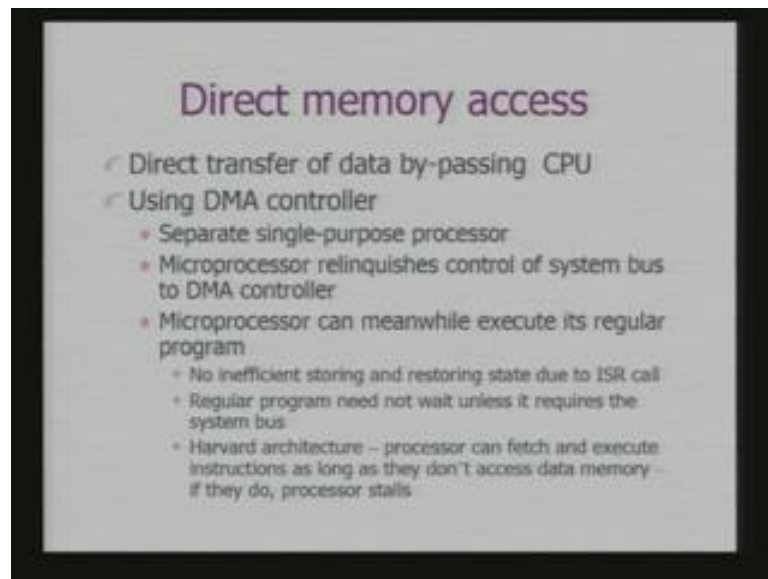 Direct memory access
Direct transfer of data by-passing CPU
Using DMA controller
Separate single-purpose processor
Microprocessor relinquishes control of system bus
to DMA controller
Microprocessor can meanwhile execute its regular
program
No inefficient storing and restoring state due to ISR call
Regular program need not wait unless it requires the
system bus
Harvard architecture – processor can fetch and execute
instructions as long as they don't access data memory –
if they do, processor stalls